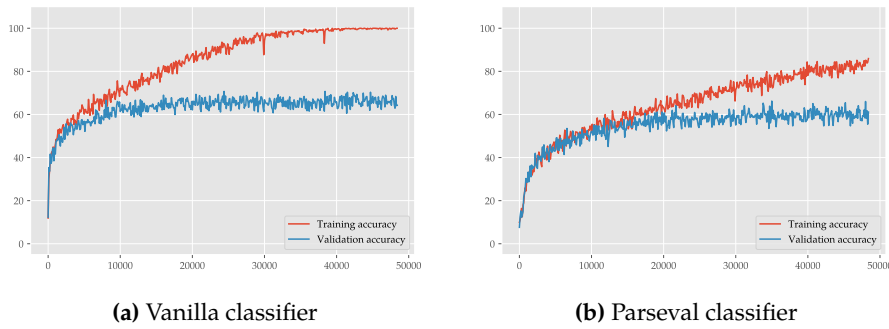 100
80
60
40
20
0
0 10000 20000 30000 40000 50000
Training accuracy
Validation accuracy
(a) Vanilla classifier
100
80
60
40
20
0
0 10000 20000 30000 40000 50000
Training accuracy
Validation accuracy
(b) Parseval classifier